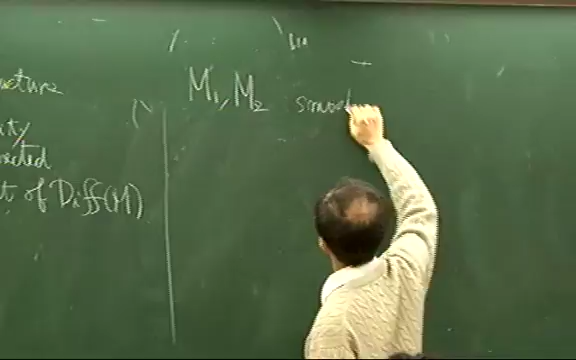 ucture
ity
ected
t of Diff(M)
M₁, M₂ smooth